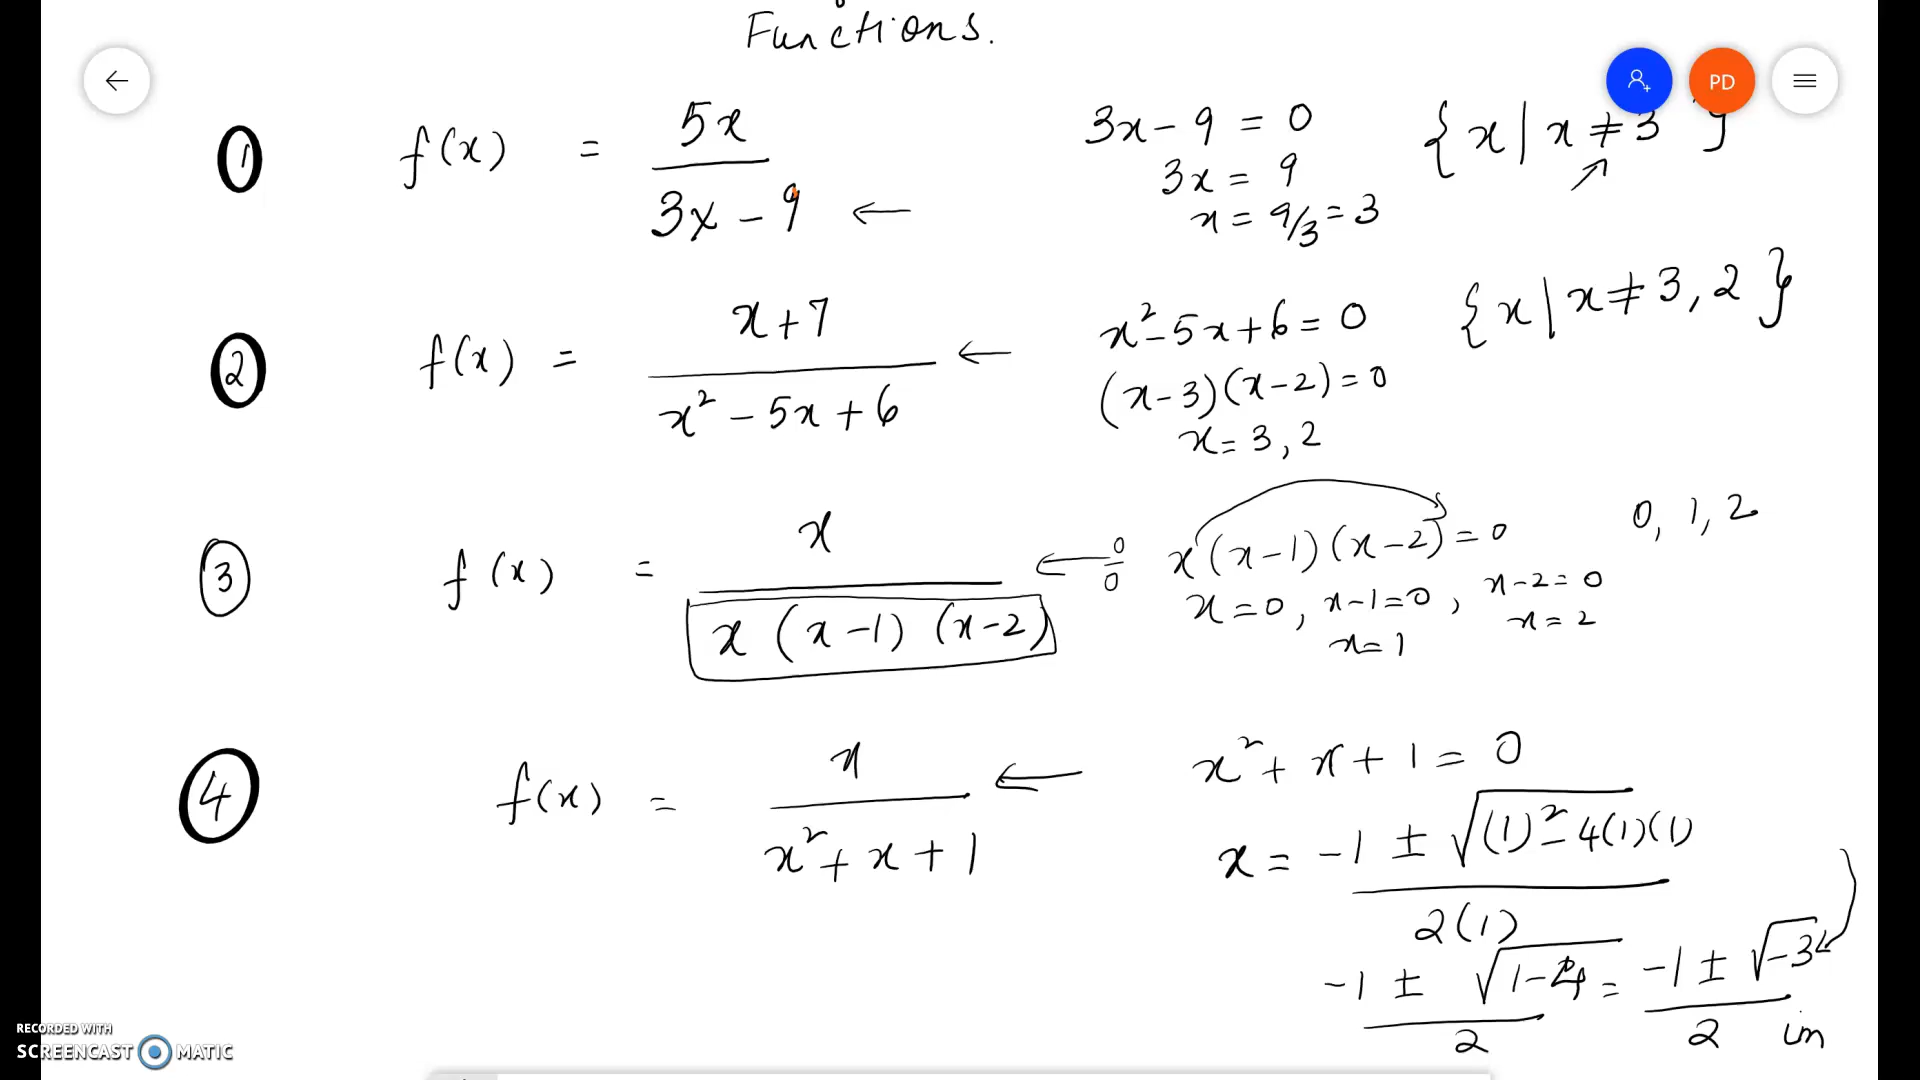 Functions.
PD
① f(x) = 5x / (3x - 9) ←
3x - 9 = 0
3x = 9
x = 9/3 = 3
{x | x ≠ 3}
② f(x) = (x + 7) / (x² - 5x + 6) ←
x² - 5x + 6 = 0
(x - 3)(x - 2) = 0
x = 3, 2
{x | x ≠ 3, 2}
③ f(x) = x / (x (x - 1) (x - 2)) ← 0/0
x(x - 1)(x - 2) = 0
x = 0, x - 1 = 0, x - 2 = 0
x = 1
x = 2
0, 1, 2
④ f(x) = x / (x² + x + 1) ←
x² + x + 1 = 0
x = (-1 ± √((1)² - 4(1)(1))) / 2(1)
(-1 ± √(1 - 4)) / 2 = (-1 ± √-3) / 2
im
RECORDED WITH
SCREENCAST MATIC